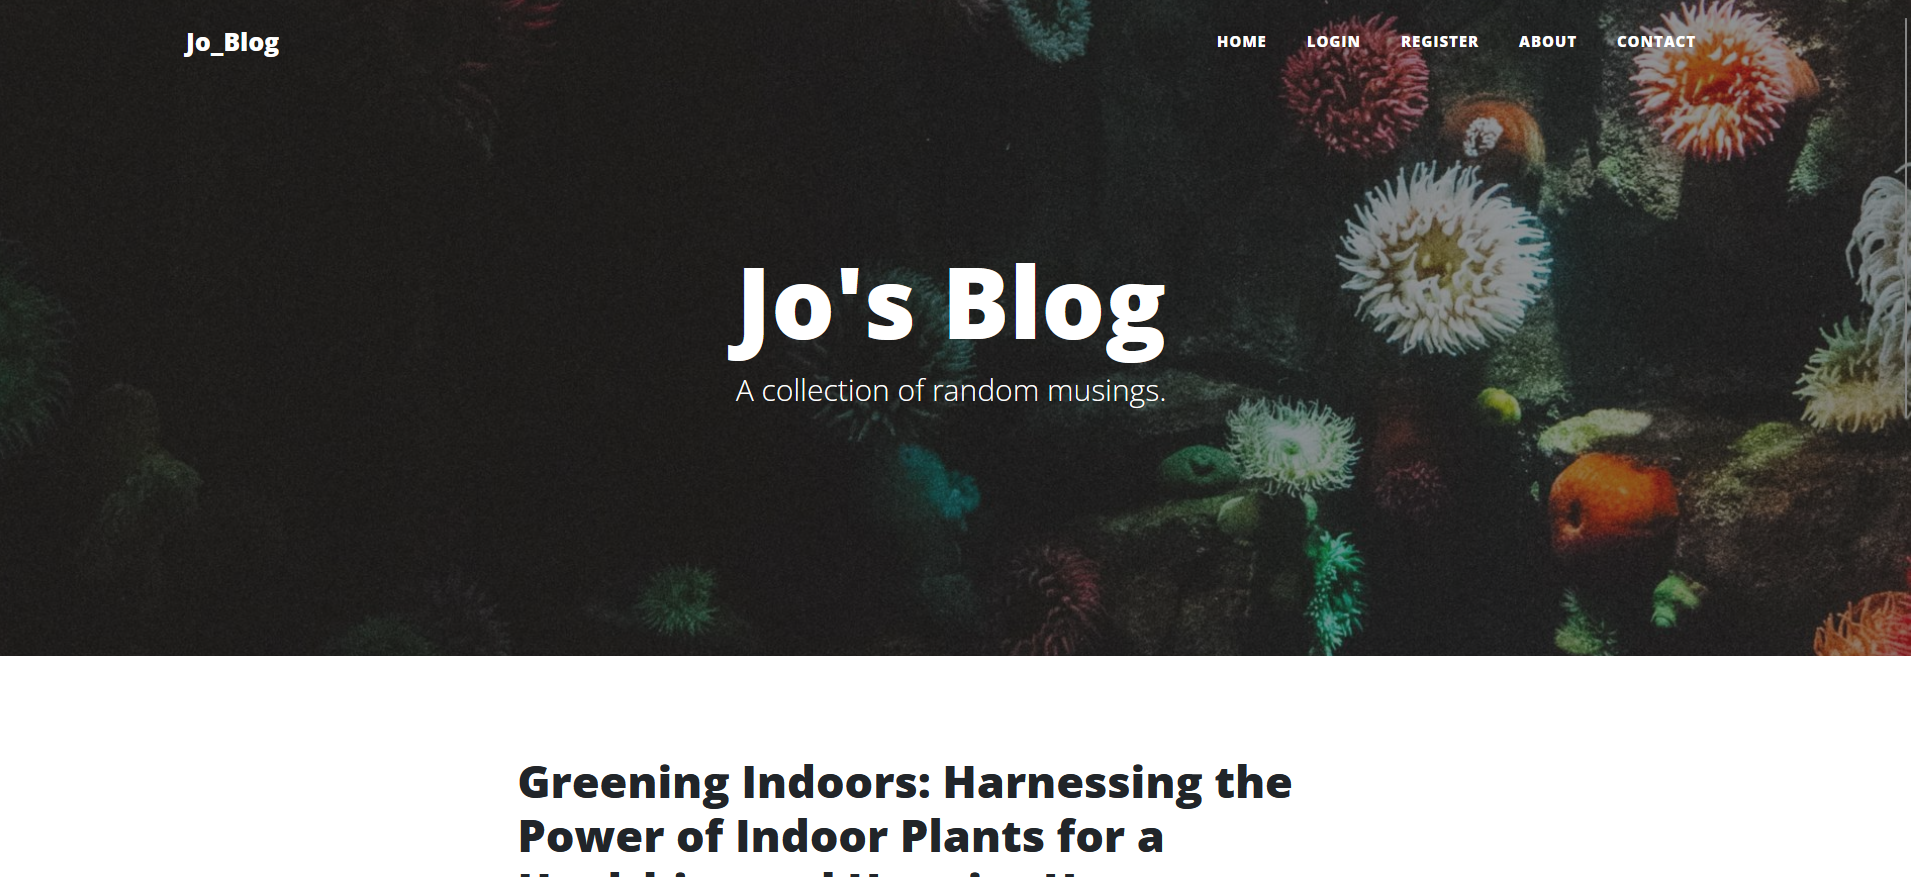 Jo_Blog
HOME LOGIN REGISTER ABOUT CONTACT
Jo's Blog
A collection of random musings.
Greening Indoors: Harnessing the
Power of Indoor Plants for a